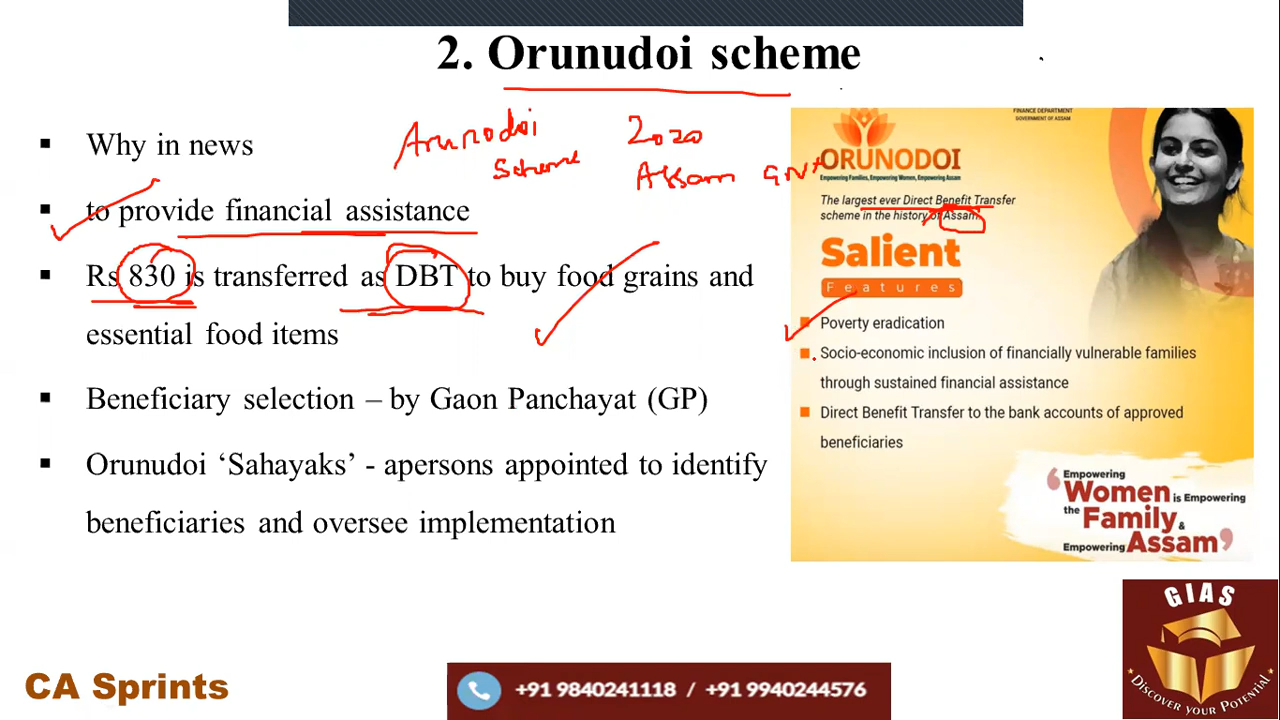 2. Orunudoi scheme
Why in news
Arunodoi
Scheme
2020
Assam Gvt
to provide financial assistance
Rs 830 is transferred as DBT to buy food grains and
essential food items
Beneficiary selection – by Gaon Panchayat (GP)
Orunudoi ‘Sahayaks’ - apersons appointed to identify
beneficiaries and oversee implementation
FINANCE DEPARTMENT
GOVERNMENT OF ASSAM
ORUNODOI
Empowering Families, Empowering Women, Empowering Assam
The largest ever Direct Benefit Transfer
scheme in the history of Assam
Salient
Features
Poverty eradication
Socio-economic inclusion of financially vulnerable families
through sustained financial assistance
Direct Benefit Transfer to the bank accounts of approved
beneficiaries
‘Empowering
Women is Empowering
the Family &
Empowering Assam’
GIAS
DISCOVER YOUR POTENTIAL
CA Sprints
+91 9840241118 / +91 9940244576